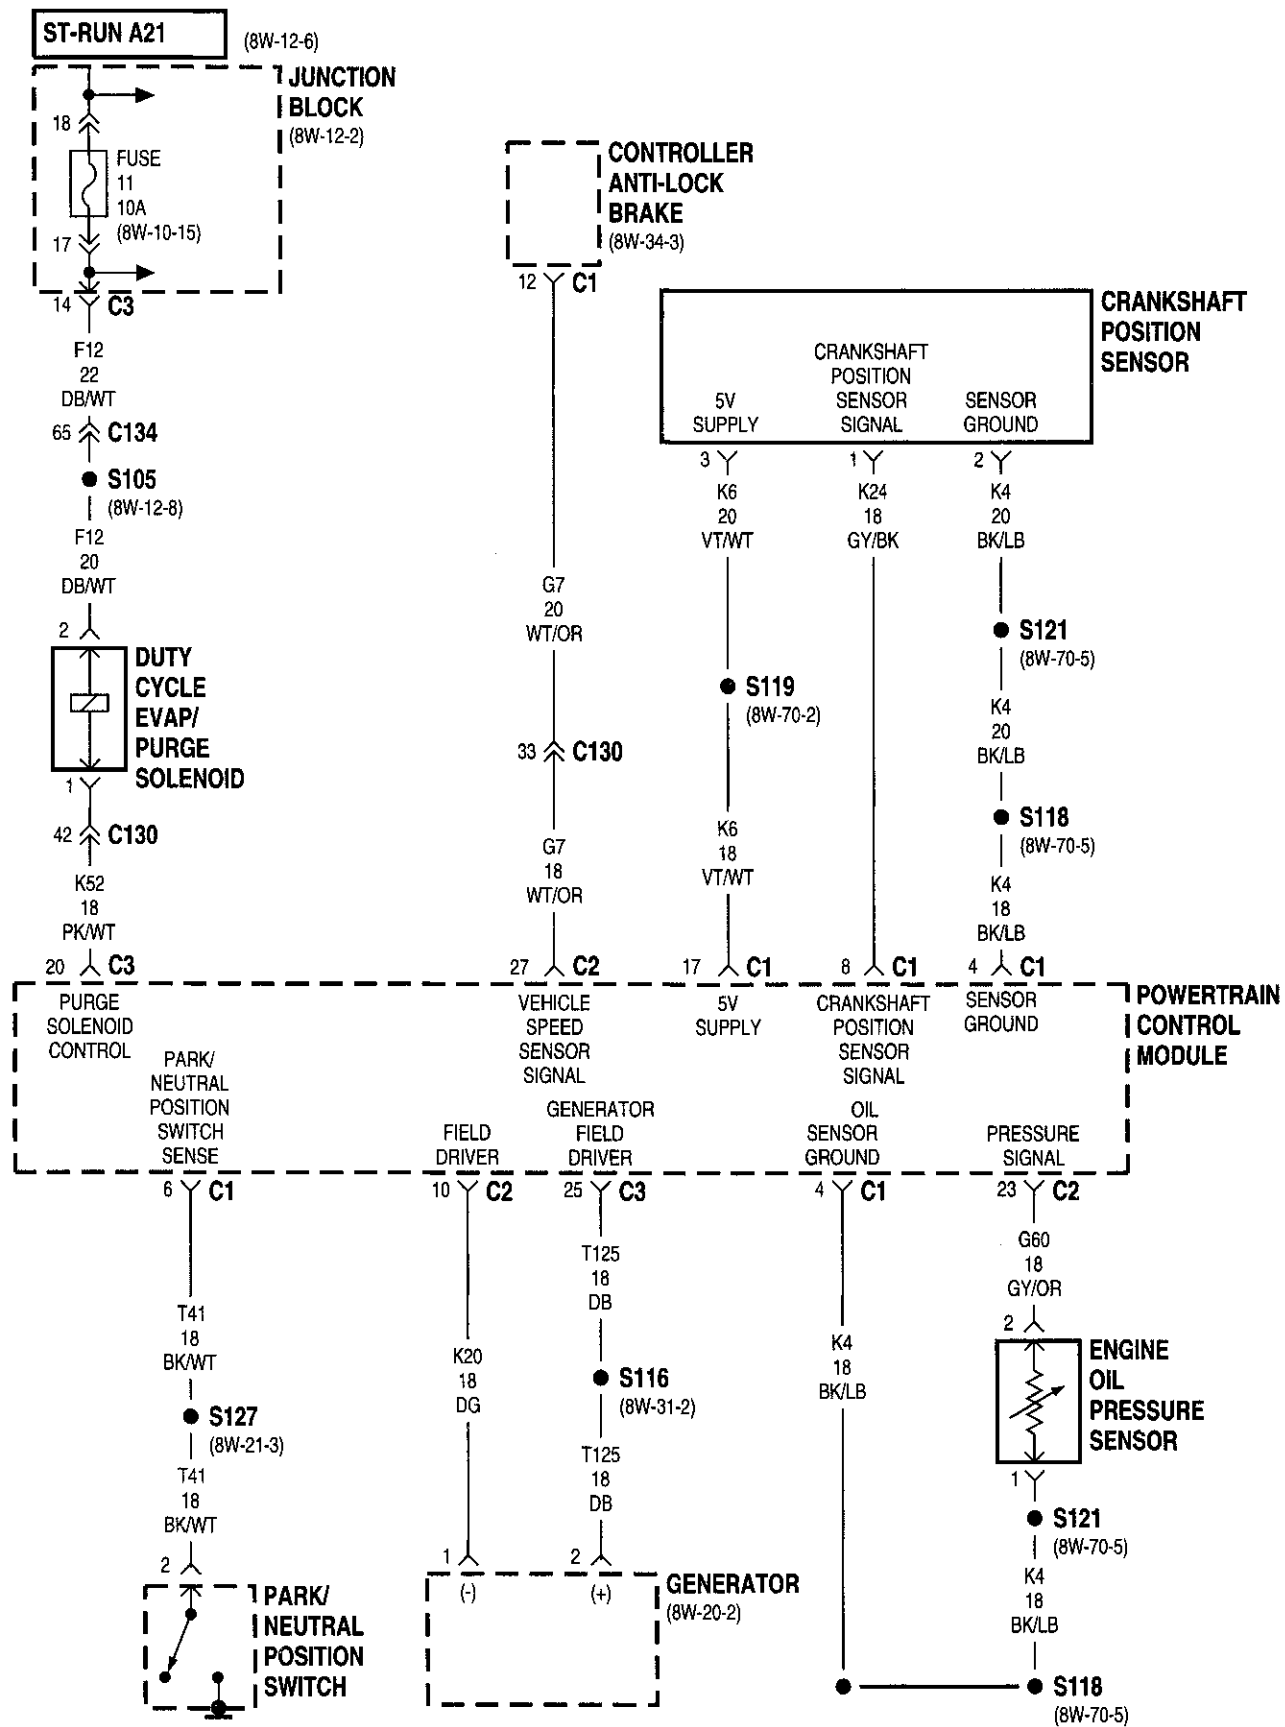 ST-RUN A21
(8W-12-6)
JUNCTION
BLOCK
(8W-12-2)
18
FUSE
11
10A
(8W-10-15)
17
14
C3
F12
22
DB/WT
65
C134
S105
(8W-12-8)
F12
20
DB/WT
2
DUTY
CYCLE
EVAP/
PURGE
SOLENOID
1
42
C130
K52
18
PK/WT
20
C3
CONTROLLER
ANTI-LOCK
BRAKE
(8W-34-3)
12
C1
G7
20
WT/OR
33
C130
G7
18
WT/OR
27
C2
CRANKSHAFT
POSITION
SENSOR
5V
SUPPLY
CRANKSHAFT
POSITION
SENSOR
SIGNAL
SENSOR
GROUND
3
K6
20
VT/WT
S119
(8W-70-2)
K6
18
VT/WT
17
C1
1
K24
18
GY/BK
8
C1
2
K4
20
BK/LB
S121
(8W-70-5)
K4
20
BK/LB
S118
(8W-70-5)
K4
18
BK/LB
4
C1
POWERTRAIN
CONTROL
MODULE
PURGE
SOLENOID
CONTROL
VEHICLE
SPEED
SENSOR
SIGNAL
5V
SUPPLY
CRANKSHAFT
POSITION
SENSOR
SIGNAL
SENSOR
GROUND
PARK/
NEUTRAL
POSITION
SWITCH
SENSE
FIELD
DRIVER
GENERATOR
FIELD
DRIVER
OIL
SENSOR
GROUND
PRESSURE
SIGNAL
6
C1
T41
18
BK/WT
S127
(8W-21-3)
T41
18
BK/WT
2
PARK/
NEUTRAL
POSITION
SWITCH
10
C2
K20
18
DG
1
(-)
25
C3
T125
18
DB
S116
(8W-31-2)
T125
18
DB
2
(+)
GENERATOR
(8W-20-2)
4
C1
K4
18
BK/LB
23
C2
G60
18
GY/OR
2
ENGINE
OIL
PRESSURE
SENSOR
1
S121
(8W-70-5)
K4
18
BK/LB
S118
(8W-70-5)